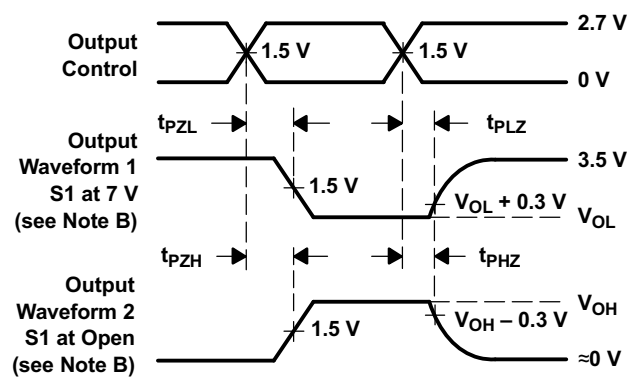 2.7 V
Output
Control
1.5 V
1.5 V
0 V
tPZL
tPLZ
Output
Waveform 1
S1 at 7 V
(see Note B)
3.5 V
1.5 V
VOL + 0.3 V
VOL
tPZH
tPHZ
Output
Waveform 2
S1 at Open
(see Note B)
VOH
1.5 V
VOH – 0.3 V
≈0 V